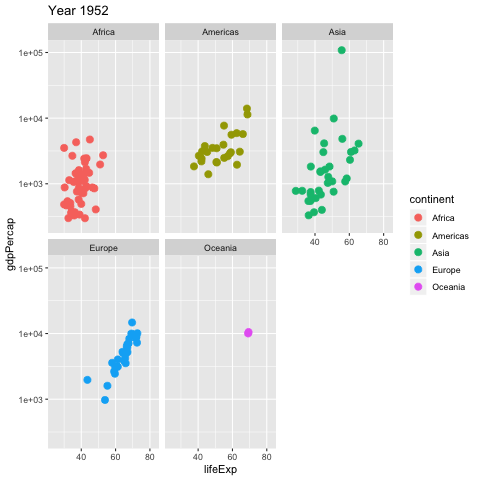 Year 1952
Africa
Americas
Asia
1e+05
1e+04
1e+03
40 60 80
continent
Africa
Americas
Asia
Europe
Oceania
gdpPercap
Europe
Oceania
1e+05
1e+04
1e+03
40 60 80
40 60 80
lifeExp